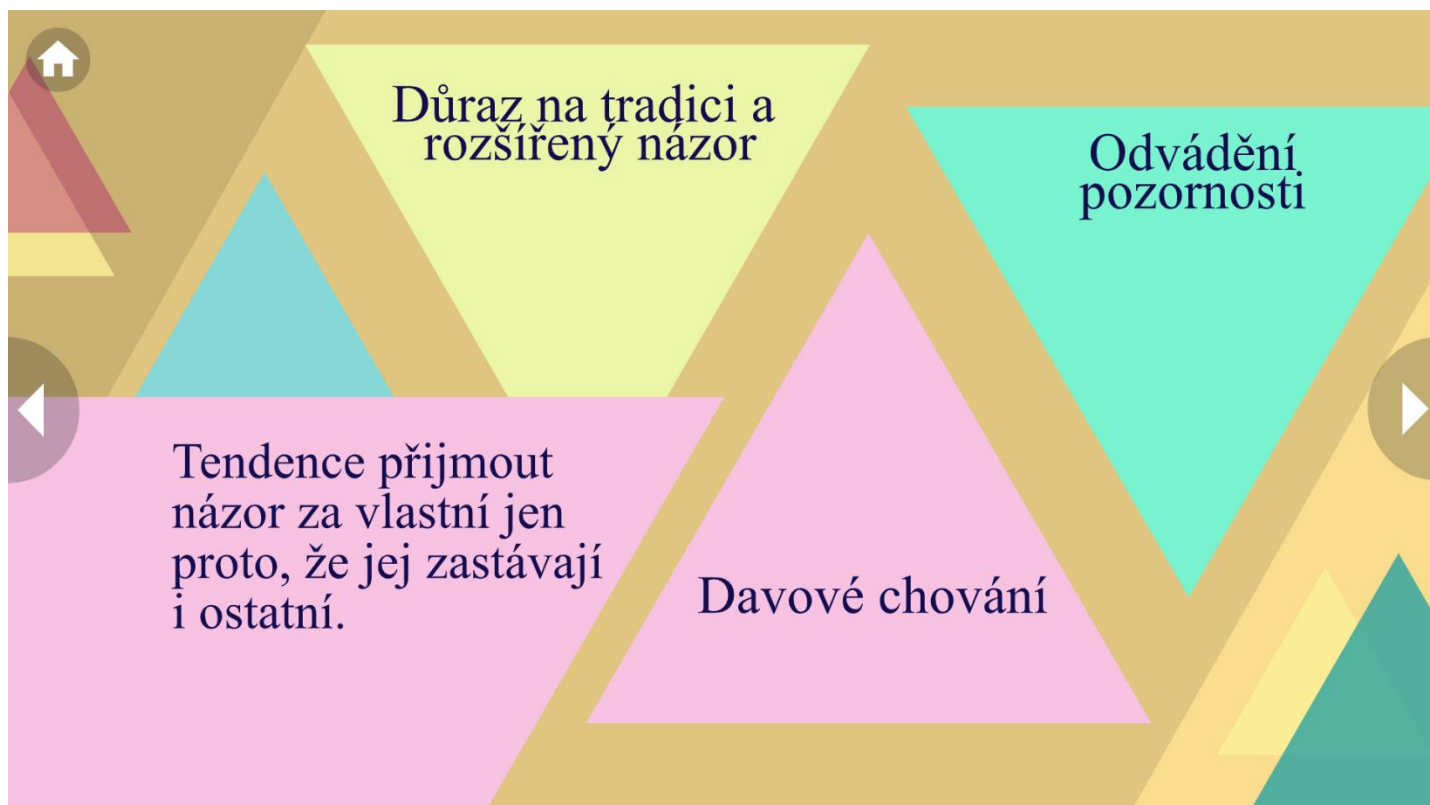 Důraz na tradici a
rozšířený názor
Odvádění
pozornosti
Tendence přijmout
názor za vlastní jen
proto, že jej zastávají
i ostatní.
Davové chování